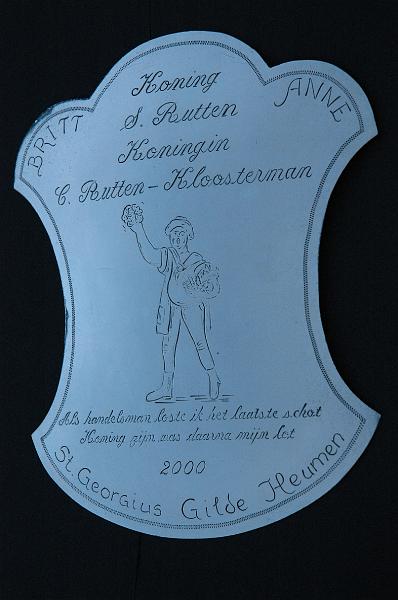 BRITT
ANNE
Koning
S. Rutten
Koningin
C. Rutten-Kloosterman
Als handelsman loste ik het laatste schot
Koning zijn was daarna mijn lot
2000
St. Georgius Gilde Heumen